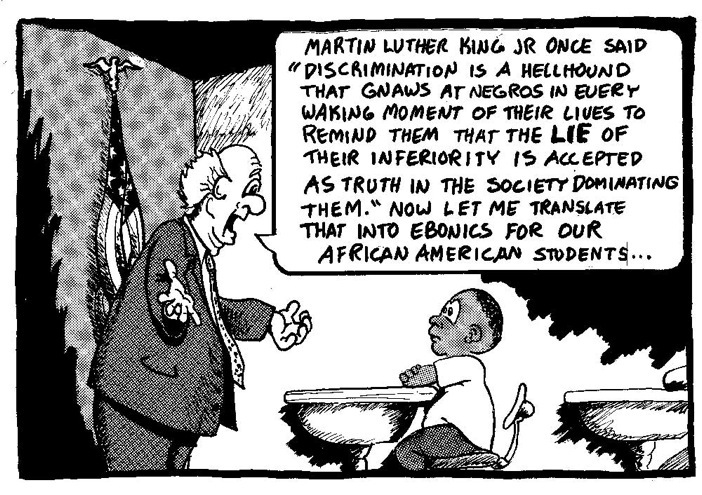 MARTIN LUTHER KING JR ONCE SAID
"DISCRIMINATION IS A HELLHOUND
THAT GNAWS AT NEGROS IN EVERY
WAKING MOMENT OF THEIR LIVES TO
REMIND THEM THAT THE LIE OF
THEIR INFERIORITY IS ACCEPTED
AS TRUTH IN THE SOCIETY DOMINATING
THEM." NOW LET ME TRANSLATE
THAT INTO EBONICS FOR OUR
AFRICAN AMERICAN STUDENTS...